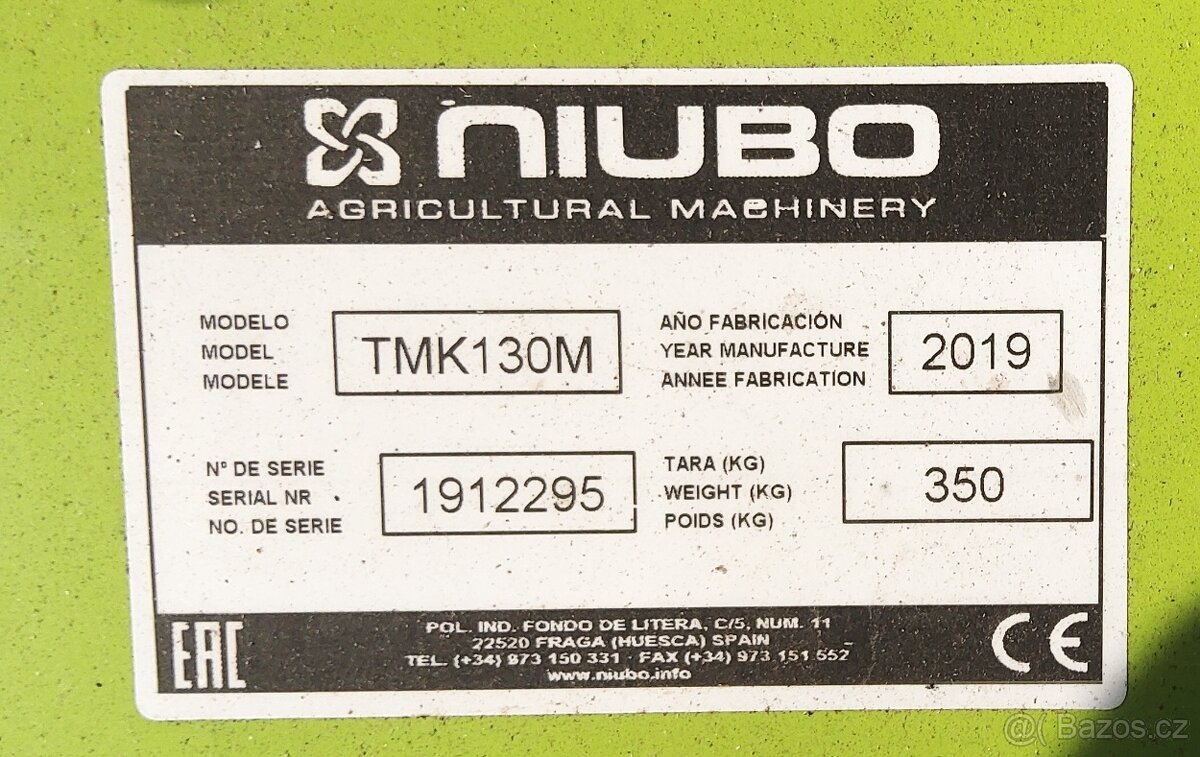 NIUBO
AGRICULTURAL MACHINERY
MODELO
MODEL
MODELE
TMK130M
AÑO FABRICACIÓN
YEAR MANUFACTURE
ANNEE FABRICATION
2019
Nº DE SERIE
SERIAL NR
NO. DE SERIE
1912295
TARA (KG)
WEIGHT (KG)
POIDS (KG)
350
EAC
POL. IND. FONDO DE LITERA, C/5, NUM. 11
22520 FRAGA (HUESCA) SPAIN
TEL. (+34) 973 150 331 · FAX (+34) 973 151 552
www.niubo.info
CE
@( Bazos.cz